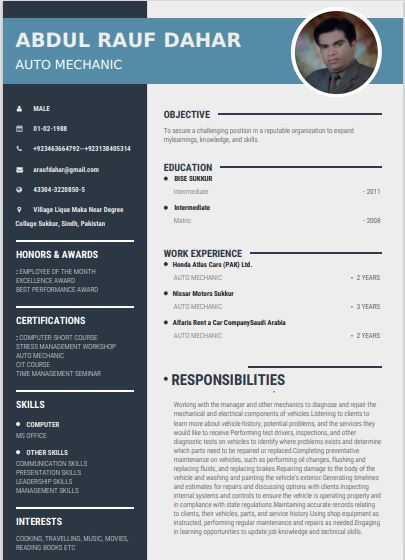 ABDUL RAUF DAHAR
AUTO MECHANIC
MALE
01-02-1988
+923463664792--+923138405314
araufdahar@gmail.com
43304-3220850-5
Village Lique Maka Near Degree
Collage Sukkur, Sindh, Pakistan
HONORS & AWARDS
: EMPLOYEE OF THE MONTH
EXCELLENCE AWARD
BEST PERFORMANCE AWARD
CERTIFICATIONS
: COMPUTER SHORT COURSE
STRESS MANAGEMENT WORKSHOP
AUTO MECHANIC
CIT COURSE
TIME MANAGEMENT SEMINAR
SKILLS
• COMPUTER
MS OFFICE
• OTHER SKILLS
COMMUNICATION SKILLS
PRESENTATION SKILLS
LEADERSHIP SKILLS
MANAGEMENT SKILLS
INTERESTS
COOKING, TRAVELLING, MUSIC, MOVIES,
READING BOOKS ETC
OBJECTIVE
To secure a challenging position in a reputable organization to expand
mylearnings, knowledge, and skills.
EDUCATION
• BISE SUKKUR
Intermediate - 2011
• Intermediate
Matric - 2008
WORK EXPERIENCE
• Honda Atlas Cars (PAK) Ltd.
AUTO MECHANIC • 2 YEARS
• Nissar Motors Sukkur
AUTO MECHANIC • 3 YEARS
• Alfaris Rent a Car CompanySaudi Arabia
AUTO MECHANIC • 2 YEARS
• RESPONSIBILITIES
Working with the manager and other mechanics to diagnose and repair the
mechanical and electrical components of vehicles.Listening to clients to
learn more about vehicle history, potential problems, and the services they
would like to receive.Performing test drivers, inspections, and other
diagnostic tests on vehicles to identify where problems exists and determine
which parts need to be repaired or replaced.Completing preventative
maintenance on vehicles, such as performing oil changes, flushing and
replacing fluids, and replacing brakes.Repairing damage to the body of the
vehicle and washing and painting the vehicle's exterior.Generating timelines
and estimates for repairs and discussing options with clients.Inspecting
internal systems and controls to ensure the vehicle is operating properly and
in compliance with state regulations.Maintaining accurate records relating
to clients, their vehicles, parts, and service history.Using shop equipment as
instructed, performing regular maintenance and repairs as needed.Engaging
in learning opportunities to update job knowledge and technical skills.